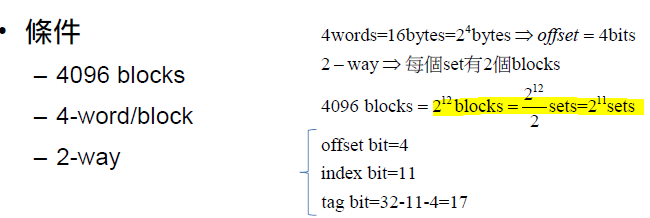 • 條件
– 4096 blocks
– 4-word/block
– 2-way
4words=16bytes=2⁴bytes ⇒ offset = 4bits
2 – way ⇒ 每個set有2個blocks
4096 blocks = 2¹² blocks = 2¹²/2 sets=2¹¹sets
offset bit=4
index bit=11
tag bit=32-11-4=17